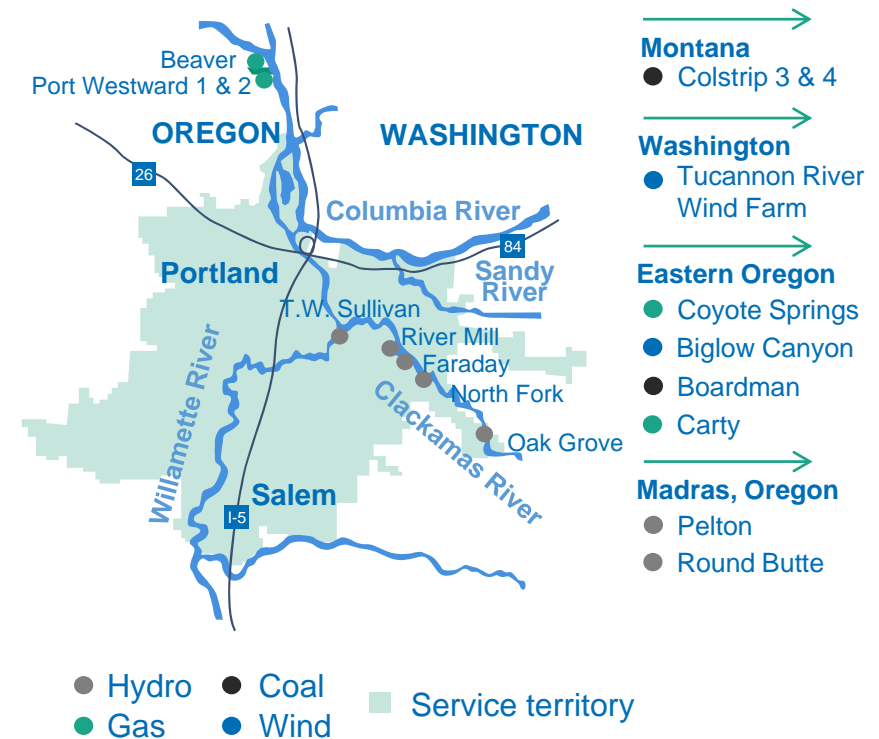 Beaver
Port Westward 1 & 2
OREGON
WASHINGTON
26
Columbia River
84
Portland
Sandy
River
T.W. Sullivan
River Mill
Faraday
North Fork
Willamette River
Clackamas River
Oak Grove
Salem
I-5
Montana
Colstrip 3 & 4
Washington
Tucannon River
Wind Farm
Eastern Oregon
Coyote Springs
Biglow Canyon
Boardman
Carty
Madras, Oregon
Pelton
Round Butte
Hydro
Coal
Gas
Wind
Service territory